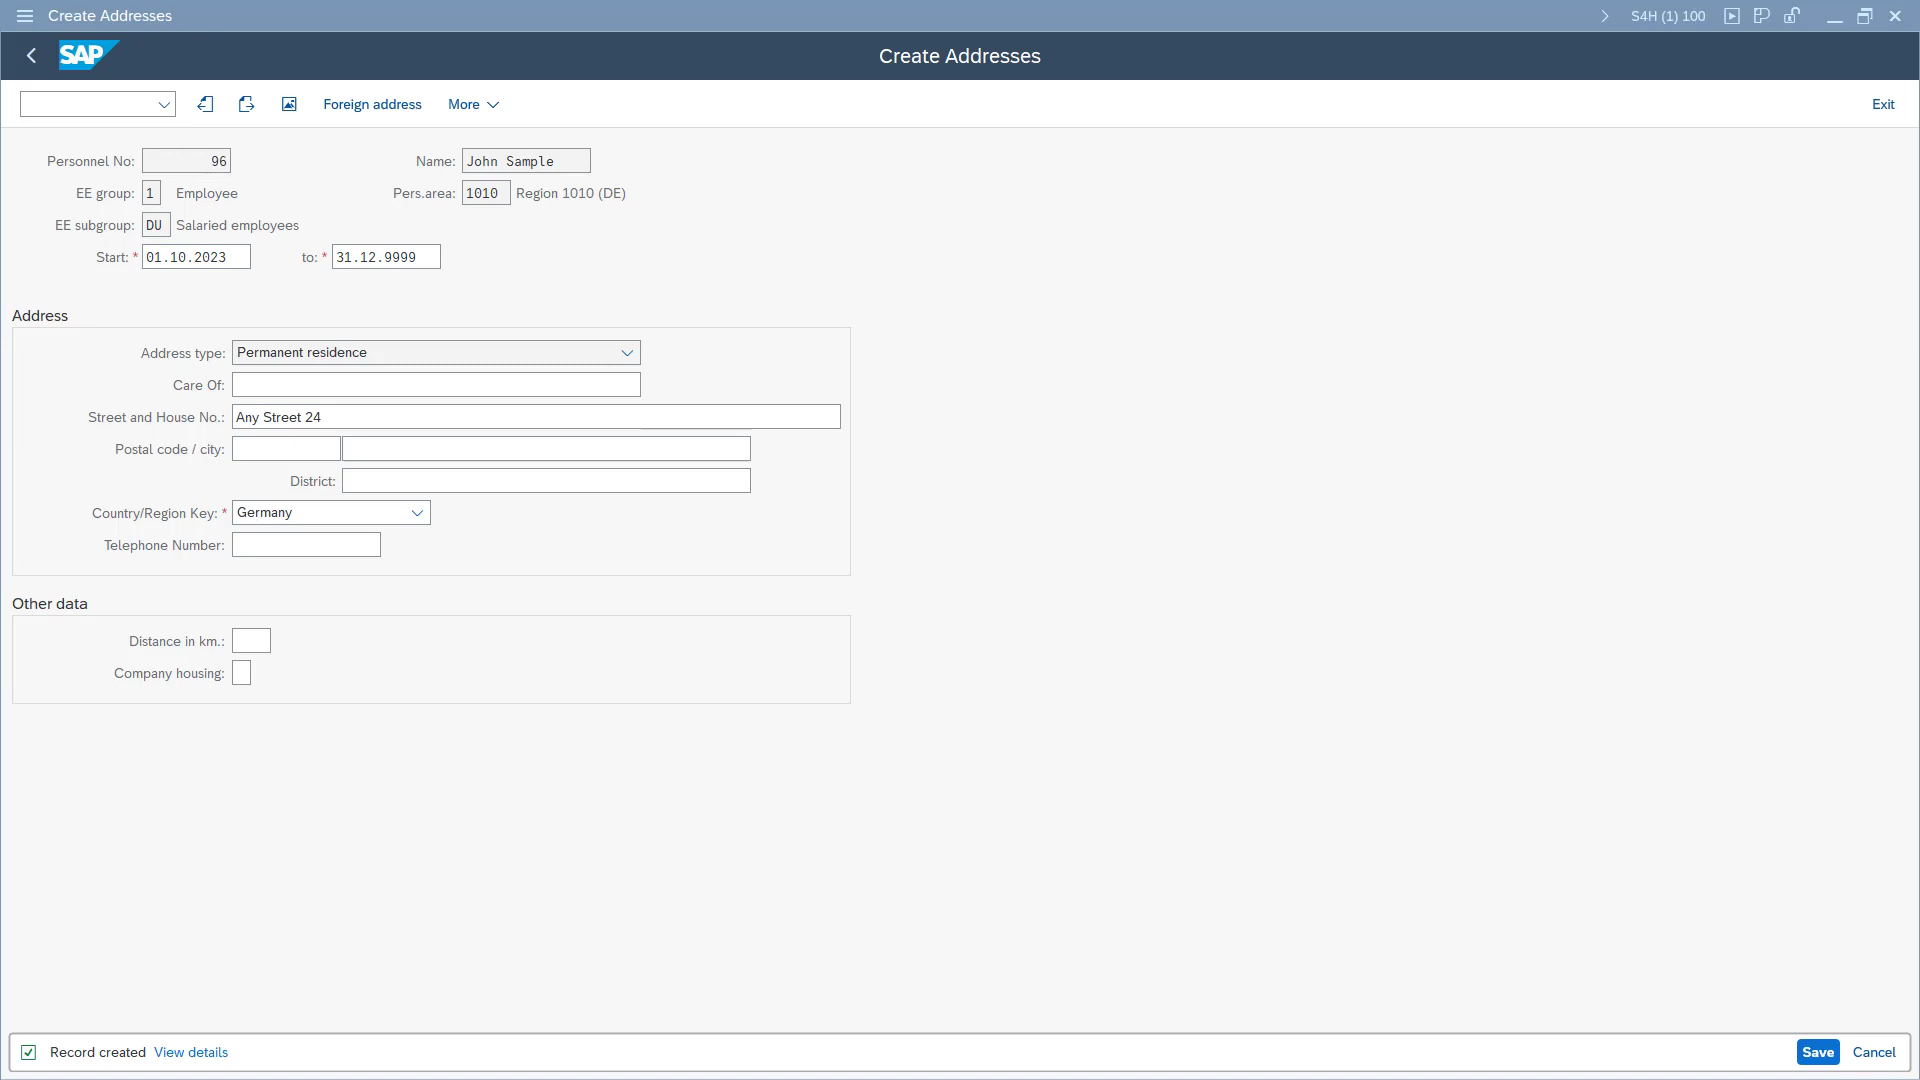 Create Addresses
S4H (1) 100
SAP
Create Addresses
Foreign address
More
Exit
Personnel No: 96
Name: John Sample
EE group: 1 Employee
Pers.area: 1010 Region 1010 (DE)
EE subgroup: DU Salaried employees
Start: * 01.10.2023
to: * 31.12.9999
Address
Address type: Permanent residence
Care Of:
Street and House No.: Any Street 24
Postal code / city:
District:
Country/Region Key: * Germany
Telephone Number:
Other data
Distance in km.:
Company housing:
Record created View details
Save
Cancel